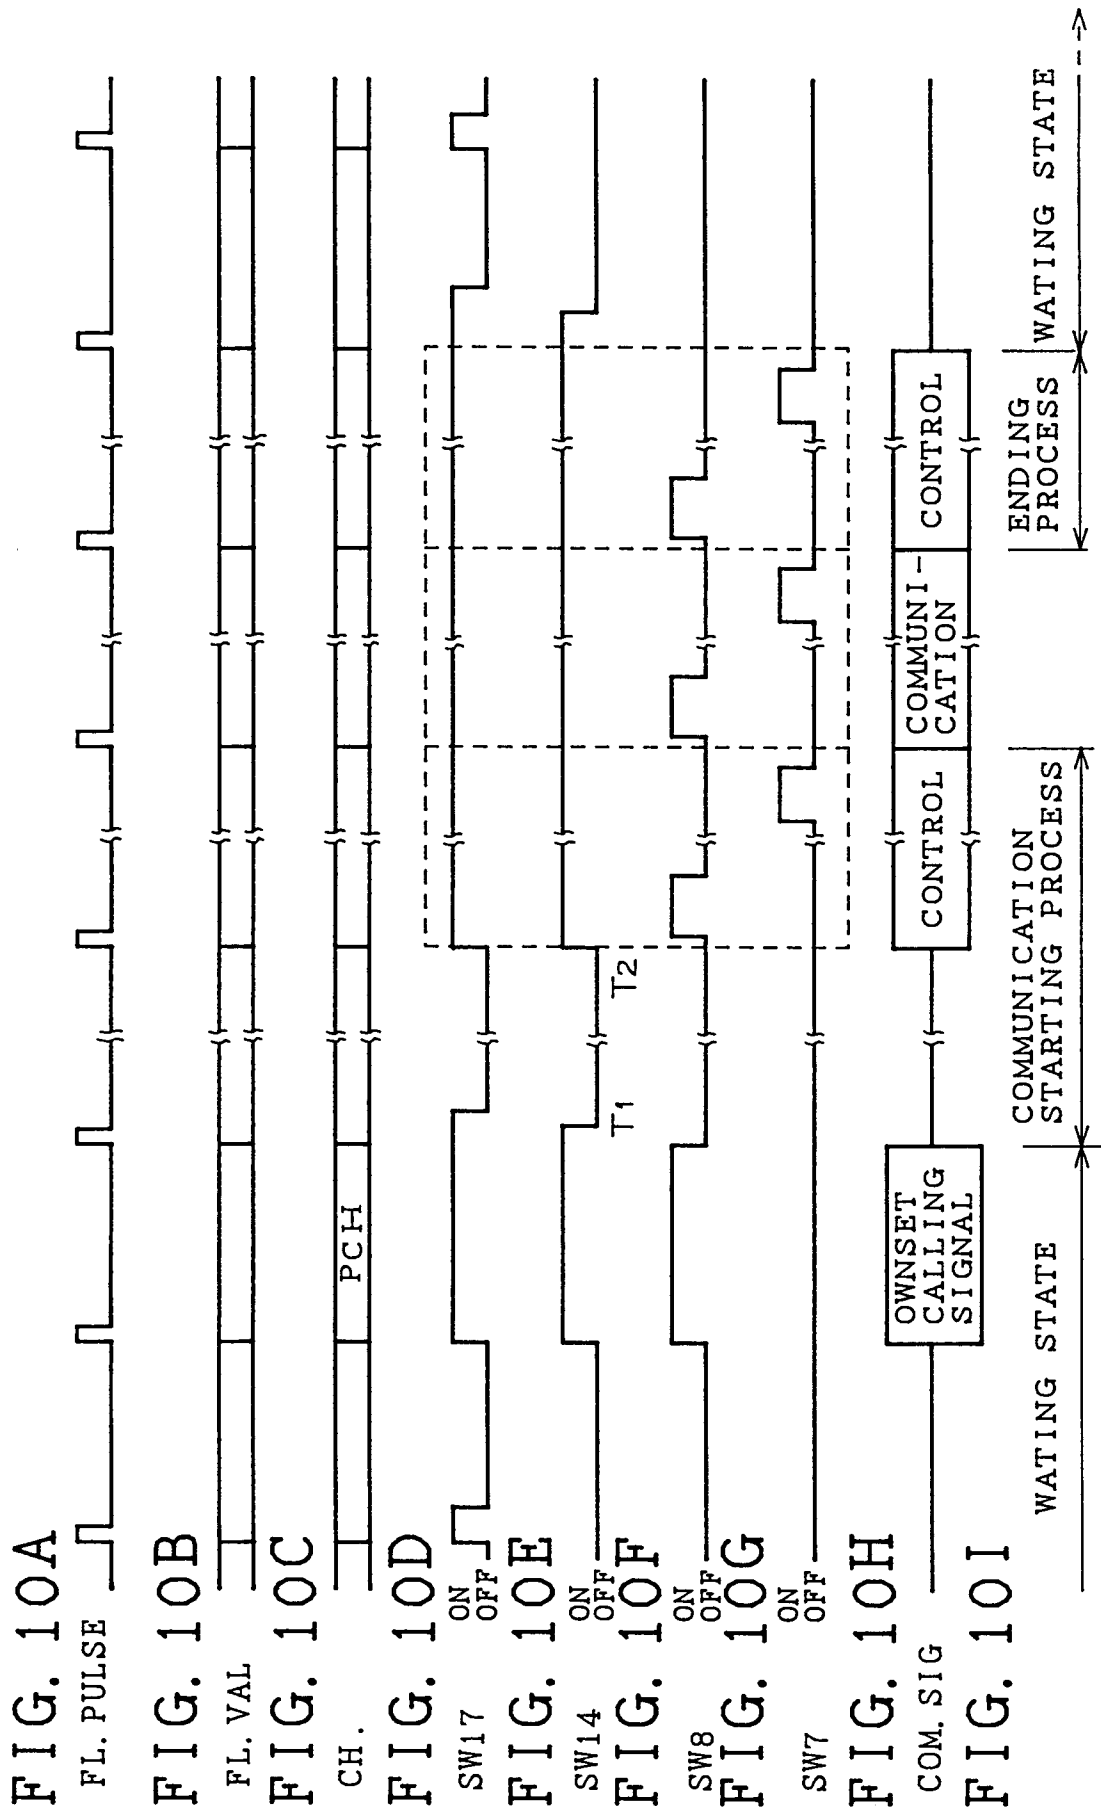 FIG. 10A
FL. PULSE
FIG. 10B
FL. VAL
FIG. 10C
CH.
PCH
FIG. 10D
SW17
ON
OFF
FIG. 10E
SW14
ON
OFF
T1
T2
FIG. 10F
SW8
ON
OFF
FIG. 10G
SW7
ON
OFF
FIG. 10H
COM. SIG
OWNSET
CALLING
SIGNAL
CONTROL
COMMUNI-
CATION
CONTROL
FIG. 10I
WATING STATE
COMMUNICATION
STARTING PROCESS
ENDING
PROCESS
WATING STATE